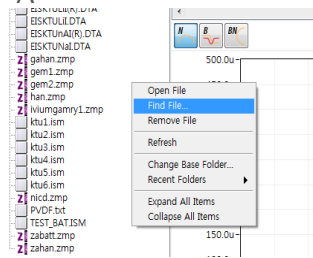 EISKTULi(R).DTA
EISKTULiI.DTA
EISKTUnAI(R).DTA
EISKTUNaI.DTA
gahan.zmp
gem1.zmp
gem2.zmp
han.zmp
iviumgamry1.zmp
ktu1.ism
ktu2.ism
ktu3.ism
ktu4.ism
ktu4.ism
ktu5.ism
ktu6.ism
nicd.zmp
PVDF.txt
TEST_BAT.ISM
zabatt.zmp
zahan.zmp
Open File
Find File...
Remove File
Refresh
Change Base Folder...
Recent Folders
Expand All Items
Collapse All Items
N
B
BN
500.0u
150.0u